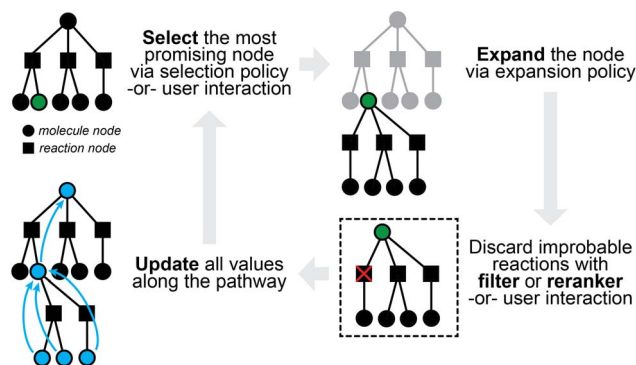 Select the most
promising node
via selection policy
-or- user interaction
Expand the node
via expansion policy
molecule node
reaction node
Update all values
along the pathway
Discard improbable
reactions with
filter or reranker
-or- user interaction